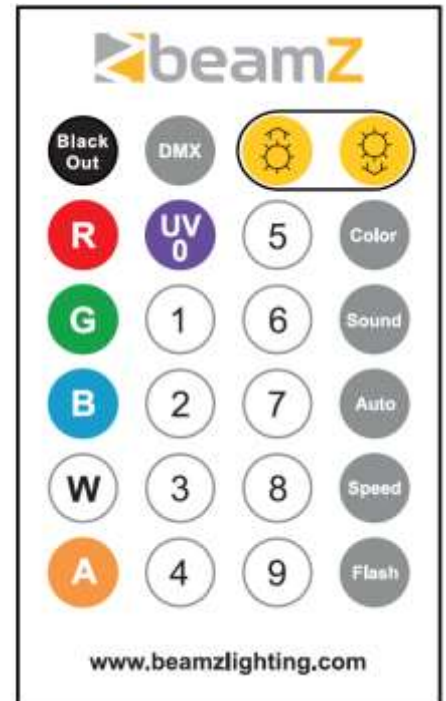 beamZ
Black Out DMX
R UV 0 5 Color
G 1 6 Sound
B 2 7 Auto
W 3 8 Speed
A 4 9 Flash
www.beamzlighting.com